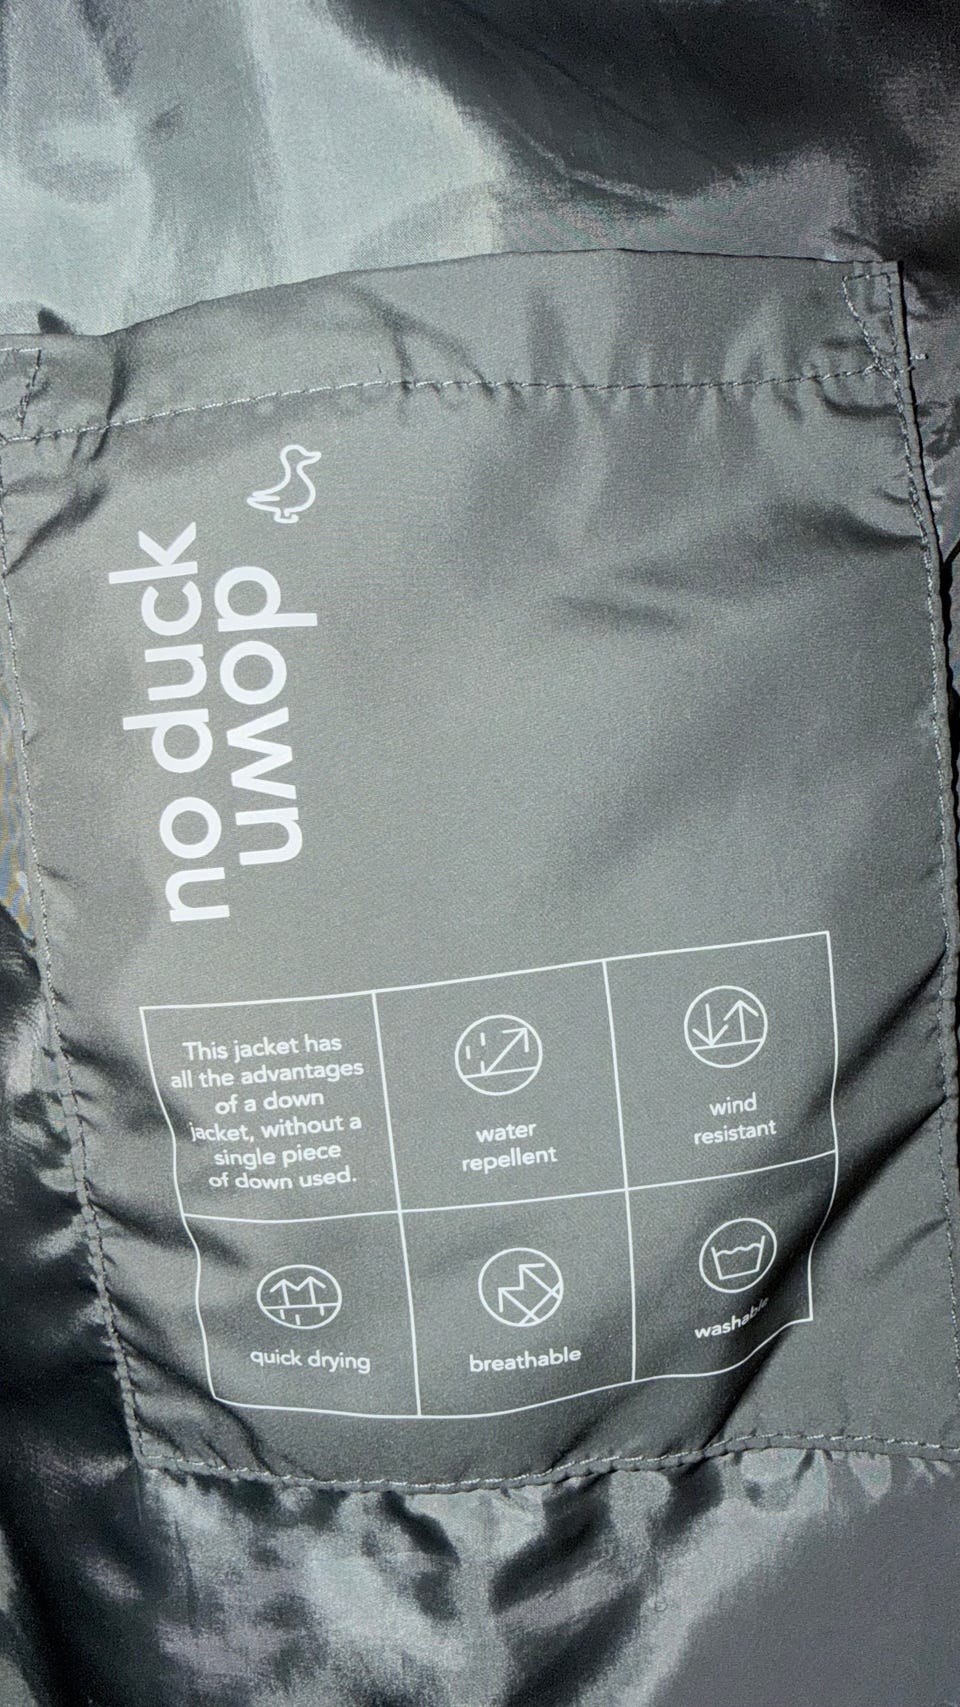 no duck
down
This jacket has
all the advantages
of a down
jacket, without a
single piece
of down used.
water
repellent
wind
resistant
quick drying
breathable
washable